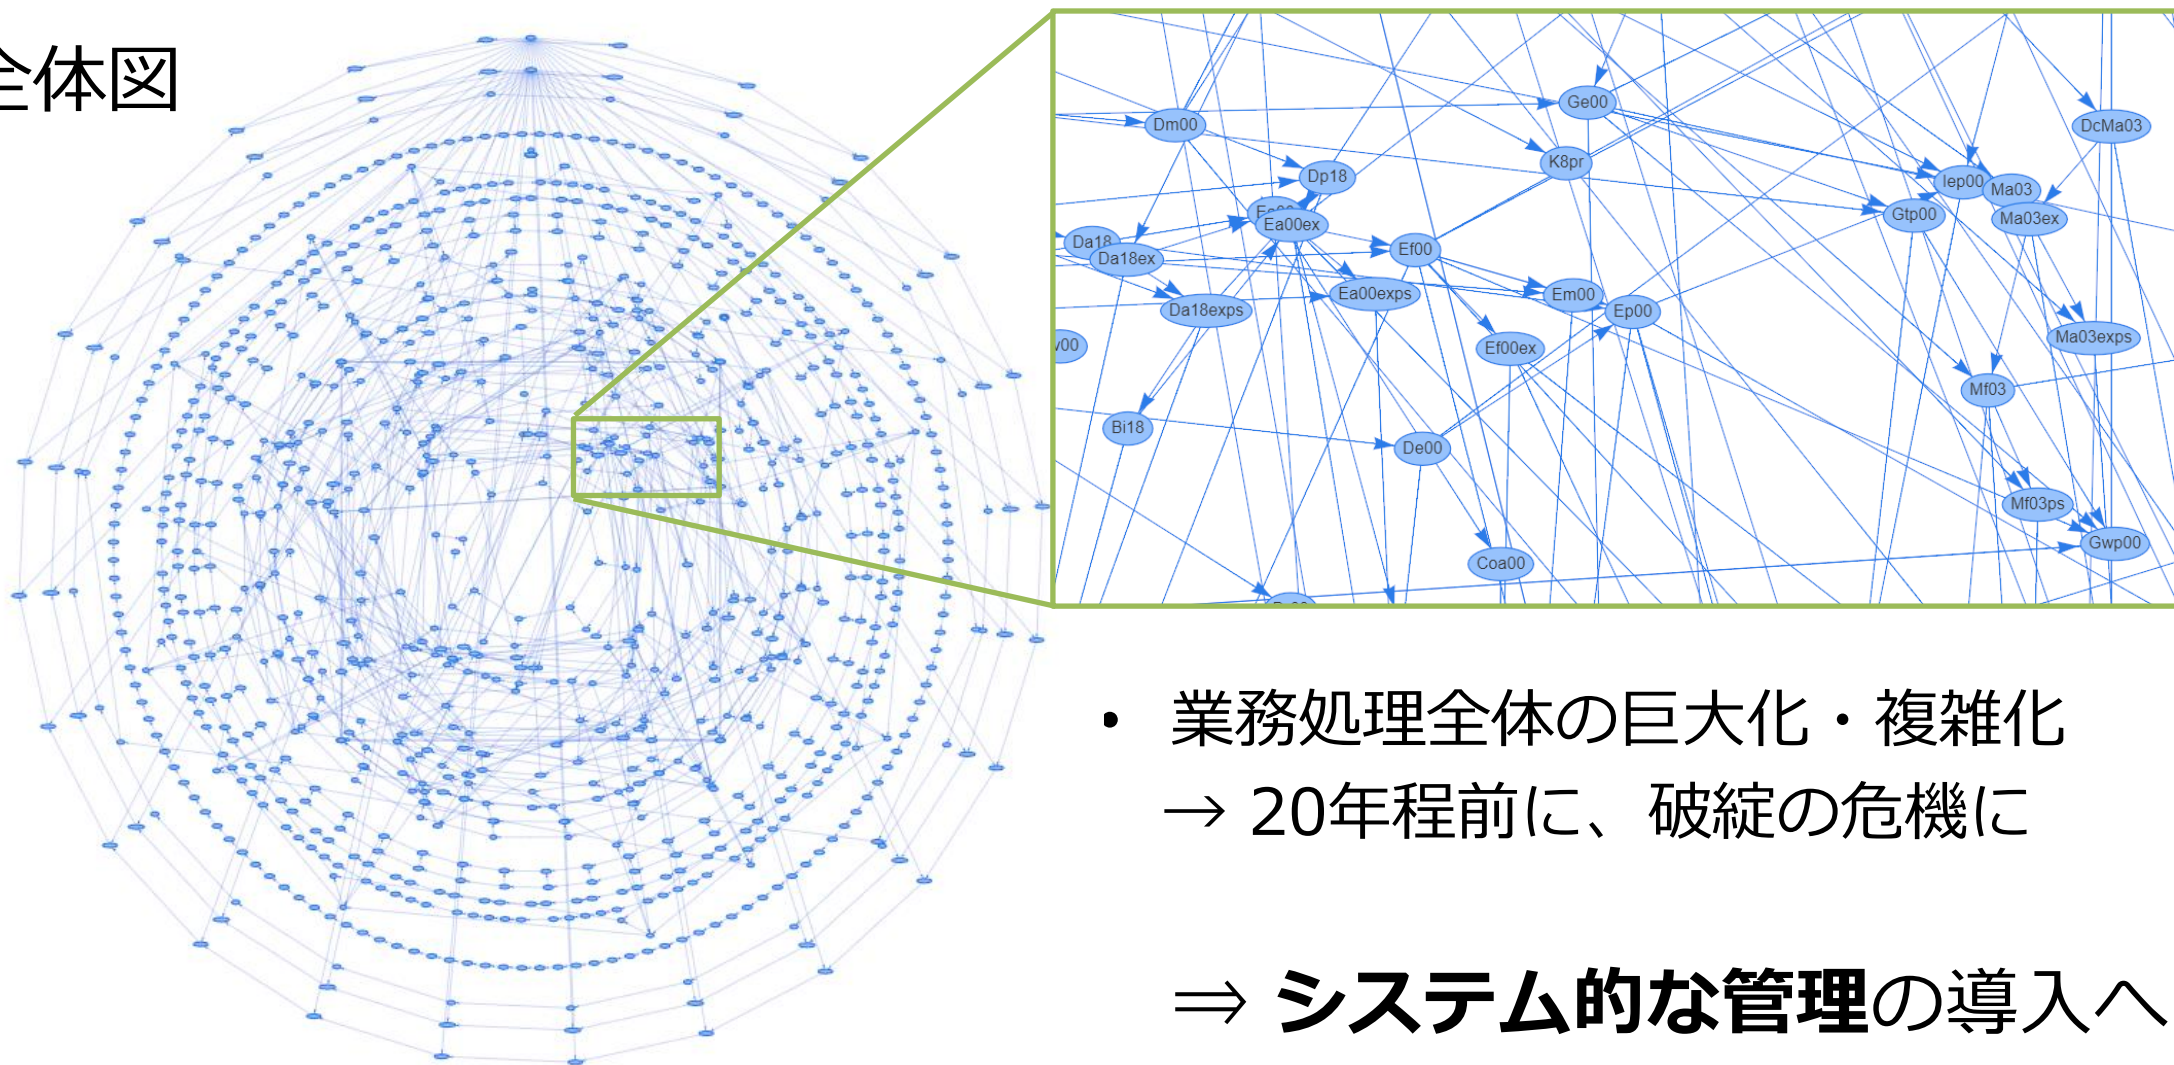 全体図
Ge00
Dm00
DcMa03
K8pr
Dp18
Iep00
Ma03
Gtp00
Ma03ex
Ea00ex
Da18
Ef00
Da18ex
Ea00exps
Em00
Da18exps
Ep00
Ma03exps
Ef00ex
Mf03
Bi18
De00
Mf03ps
Gwp00
Coa00
• 業務処理全体の巨大化・複雑化
→ 20年程前に、破綻の危機に
⇒ システム的な管理の導入へ